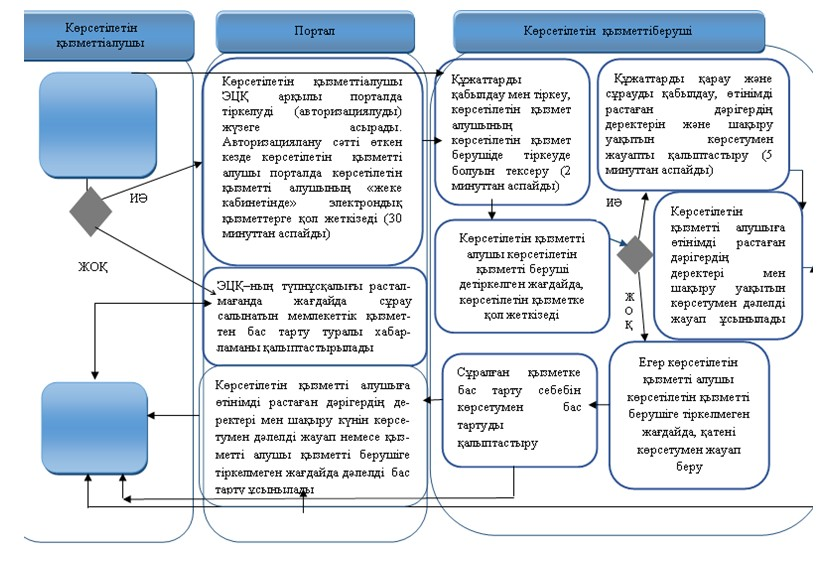 Көрсетілетін
қызметтіалушы
Портал
Көрсетілетін қызметтіберуші
Көрсетілетін қызметтіалушы
ЭЦҚ арқылы порталда
тіркелуді (авторизациялуды)
жүзеге асырады.
Авторизациялану сәтті өткен
кезде көрсетілетін қызметті
алушы порталда көрсетілетін
қызметті алушының «жеке
кабинетінде» электрондық
қызметтерге қол жеткізеді (30
минуттан аспайды)
ИӘ
ЖОҚ
ЭЦҚ–ның түпнұсқалығы растал-
мағанда жағдайда сұрау
салынатын мемлекеттік қызмет-
тен бас тарту туралы хабар-
ламаны қалыптастырылады
Көрсетілетін қызметті алушыға
өтінімді растаған дәрігердің де-
ректері мен шақыру күнін көрсе-
тумен дәлелді жауап немесе қыз-
метті алушы қызметті берушіге
тіркелмеген жағдайда дәлелді бас
тарту ұсынылады
Құжаттарды
қабылдау мен тіркеу,
көрсетілетін қызмет
алушының
көрсетілетін қызмет
берушіде тіркеуде
болуын тексеру (2
минуттан аспайды)
Құжаттарды қарау және
сұрауды қабылдау, өтінімді
растаған дәрігердің
деректерін және шақыру
уақытын көрсетумен
жауапты қалыптастыру (5
минуттан аспайды)
Көрсетілетін қызметті
алушы көрсетілетін
қызметті беруші
детіркелген жағдайда,
көрсетілетін қызметке
қол жеткізеді
ИӘ
Ж
О
Қ
Көрсетілетін
қызметті алушыға
өтінімді растаған
дәрігердің
деректері мен
шақыру уақытын
көрсетумен дәлелді
жауап ұсынылады
Сұралған қызметке
бас тарту себебін
көрсетумен бас
тартуды
қалыптастыру
Егер көрсетілетін
қызметті алушы
көрсетілетін қызметті
берушіге тіркелмеген
жағдайда, қатені
көрсетумен жауап
беру